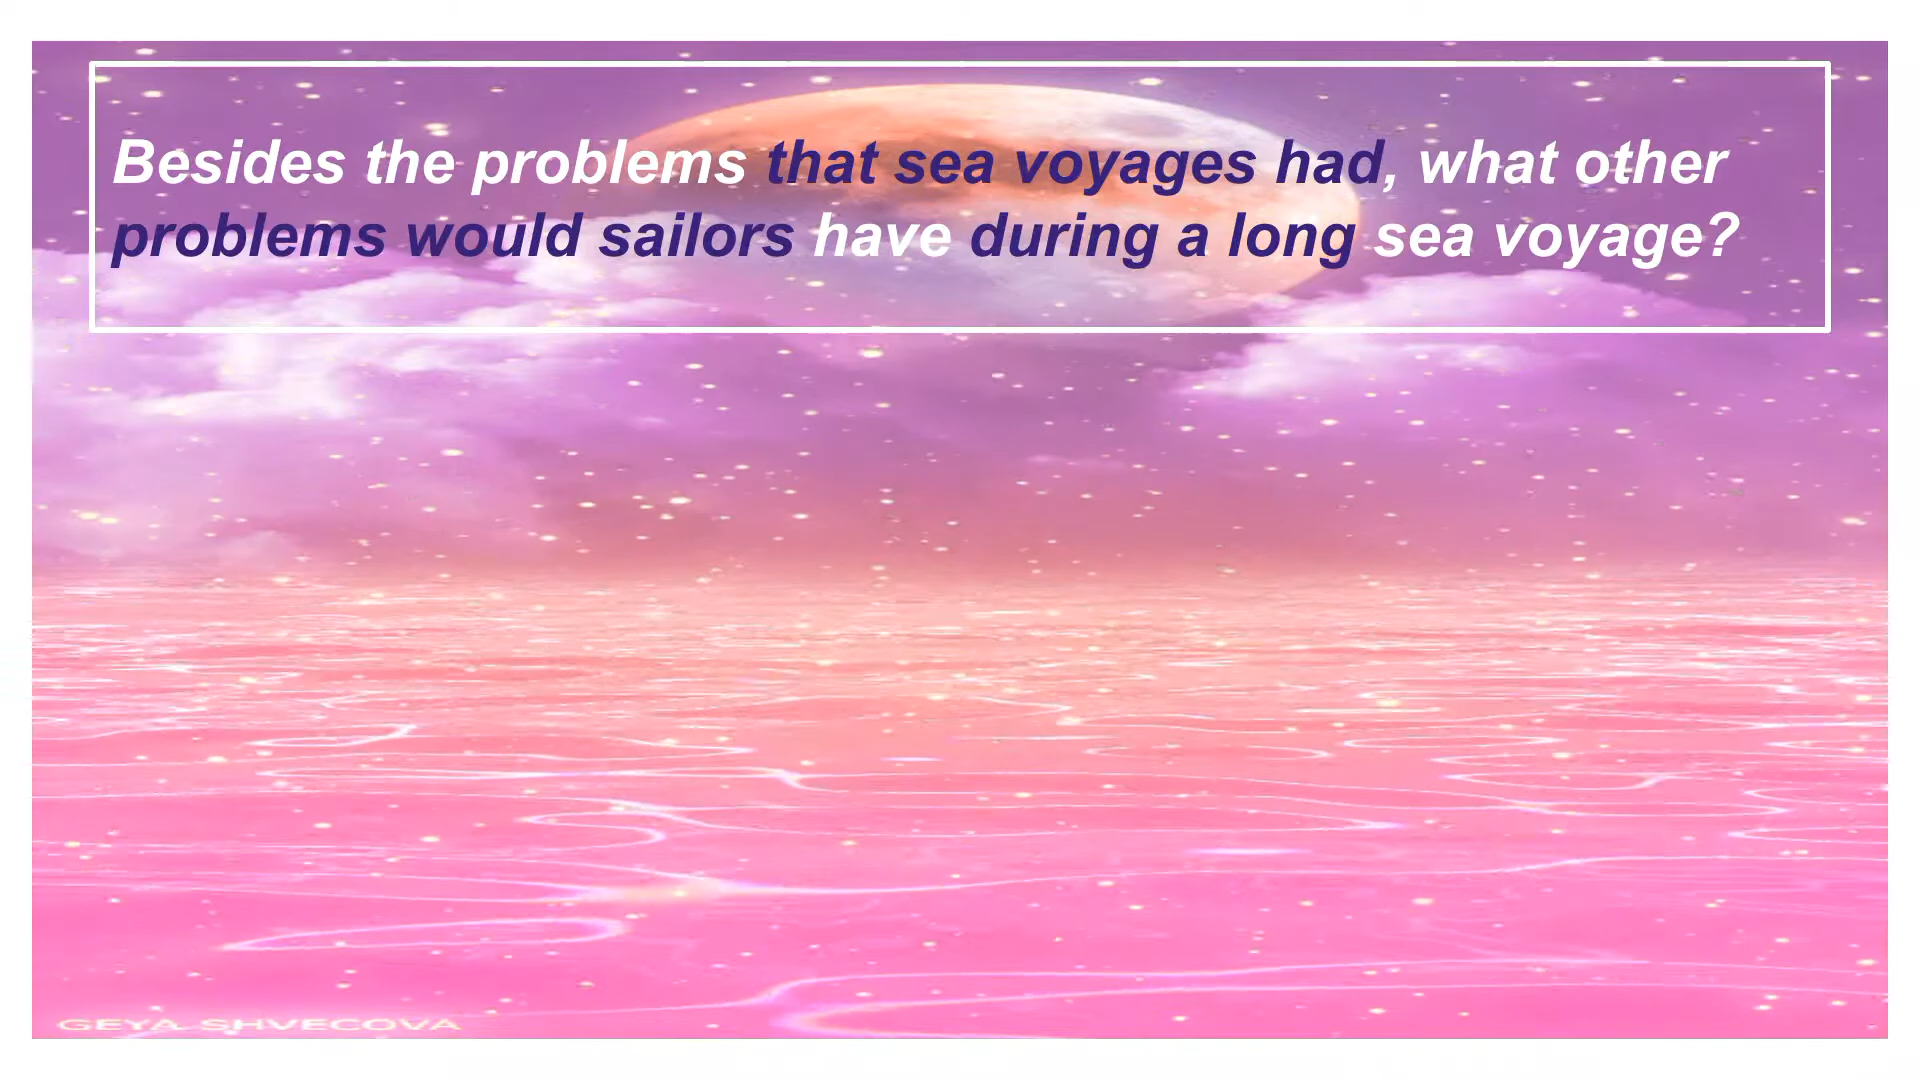 Besides the problems that sea voyages had, what other
problems would sailors have during a long sea voyage?
GEYA SHVECOVA